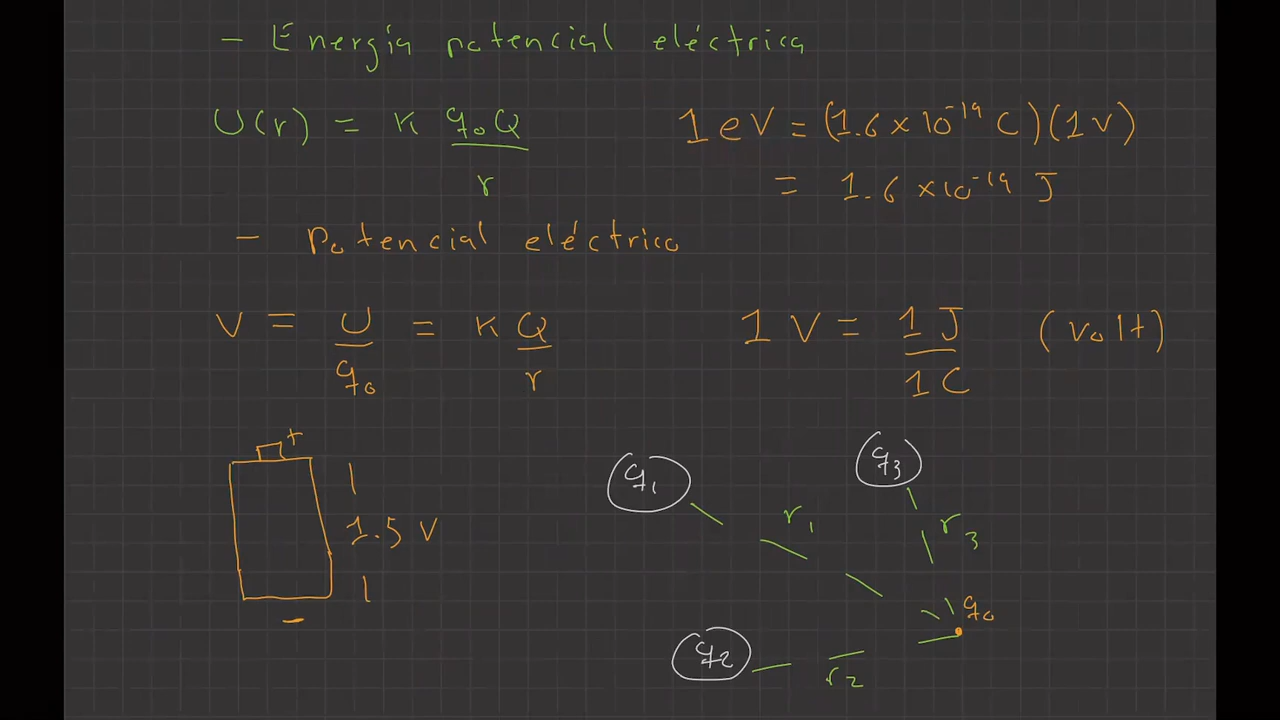 - Energía potencial eléctrica
U(r) = K q₀Q / r
1 eV = (1.6 x 10⁻¹⁹ C)(1 V)
= 1.6 x 10⁻¹⁹ J
- Potencial eléctrico
V = U / q₀ = K Q / r
1 V = 1 J / 1 C (volt)
+
1.5 V
-
q₁
q₃
r₁
r₃
q₀
q₂
r₂